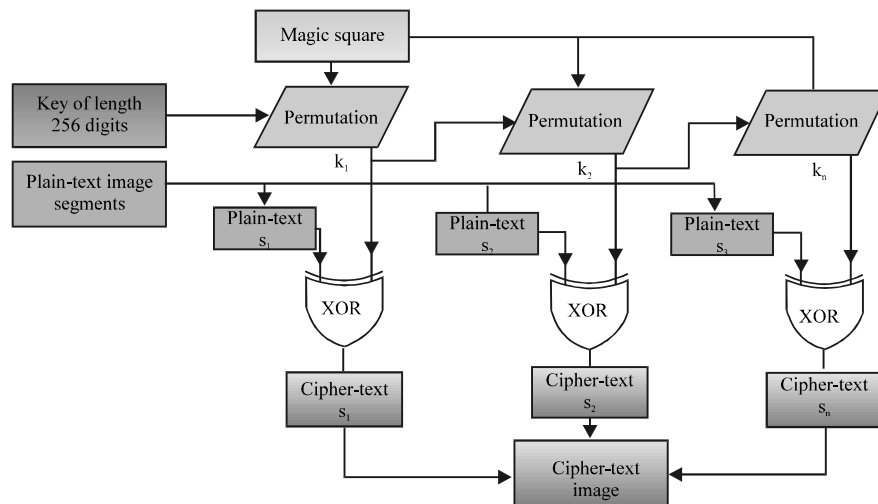 Magic square
Key of length
256 digits
Permutation
Permutation
Permutation
k₁
k₂
kₙ
Plain-text image
segments
Plain-text
s₁
Plain-text
s₂
Plain-text
s₃
XOR
XOR
XOR
Cipher-text
s₁
Cipher-text
s₂
Cipher-text
sₙ
Cipher-text
image